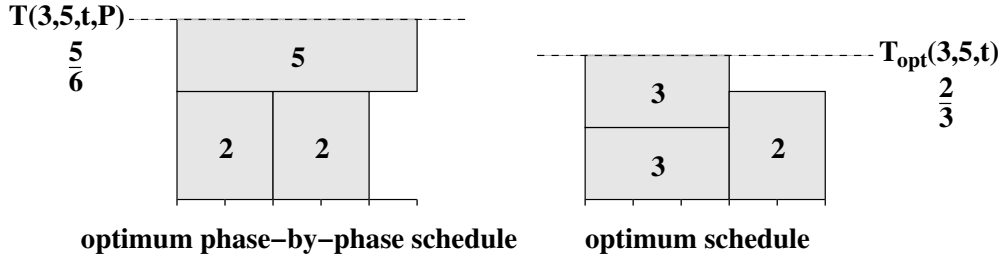 T(3,5,t,P)
5
6
5
2 2
optimum phase–by–phase schedule
3
3
2
T_opt(3,5,t)
2
3
optimum schedule